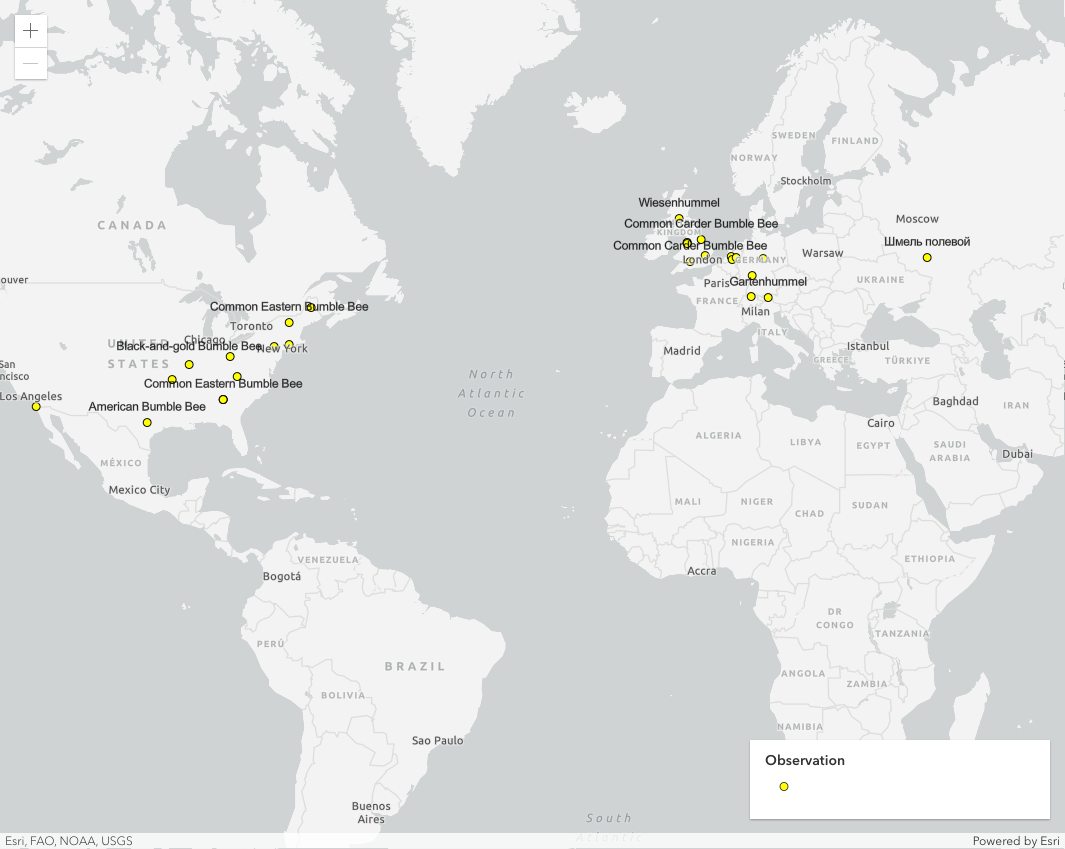 +
−
SWEDEN
FINLAND
NORWAY
Stockholm
Wiesenhummel
CANADA
Moscow
Common Carder Bumble Bee
KINGDOM
Шмель полевой
Common Carder Bumble Bee
Warsaw
London
GERMANY
ouver
Paris
Gartenhummel
UKRAINE
FRANCE
Common Eastern Bumble Bee
Milan
Toronto
ITALY
Chicago
Black-and-gold Bumble Bee
New York
UNITED
STATES
Istanbul
Madrid
GREECE
TÜRKIYE
San
ncisco
North
Atlantic
Ocean
Common Eastern Bumble Bee
Los Angeles
Baghdad
IRAN
American Bumble Bee
Cairo
ALGERIA
LIBYA
EGYPT
SAUDI
ARABIA
Dubai
MÉXICO
Mexico City
MALI
NIGER
CHAD
SUDAN
NIGERIA
VENEZUELA
ETHIOPIA
Accra
Bogotá
DR
CONGO
TANZANIA
PERÚ
BRAZIL
ANGOLA
ZAMBIA
BOLIVIA
NAMIBIA
Sao Paulo
Observation
Buenos
Aires
South
Atlantic
Esri, FAO, NOAA, USGS
Powered by Esri